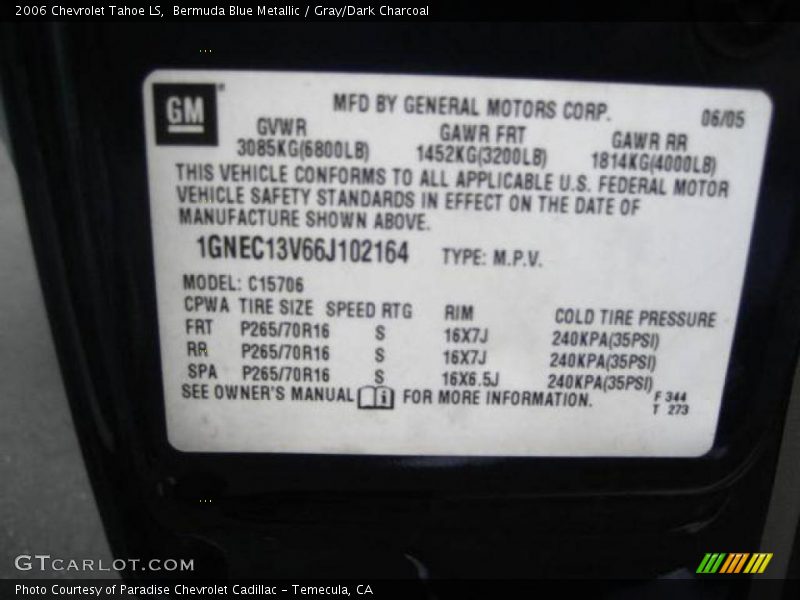 2006 Chevrolet Tahoe LS, Bermuda Blue Metallic / Gray/Dark Charcoal
GM
MFD BY GENERAL MOTORS CORP. 06/05
GVWR GAWR FRT GAWR RR
3085KG(6800LB) 1452KG(3200LB) 1814KG(4000LB)
THIS VEHICLE CONFORMS TO ALL APPLICABLE U.S. FEDERAL MOTOR
VEHICLE SAFETY STANDARDS IN EFFECT ON THE DATE OF
MANUFACTURE SHOWN ABOVE.
1GNEC13V66J102164 TYPE: M.P.V.
MODEL: C15706
CPWA TIRE SIZE SPEED RTG RIM COLD TIRE PRESSURE
FRT P265/70R16 S 16X7J 240KPA(35PSI)
RR P265/70R16 S 16X7J 240KPA(35PSI)
SPA P265/70R16 S 16X6.5J 240KPA(35PSI)
SEE OWNER'S MANUAL i FOR MORE INFORMATION.
F 344
T 273
GTCARLOT.COM
Photo Courtesy of Paradise Chevrolet Cadillac - Temecula, CA